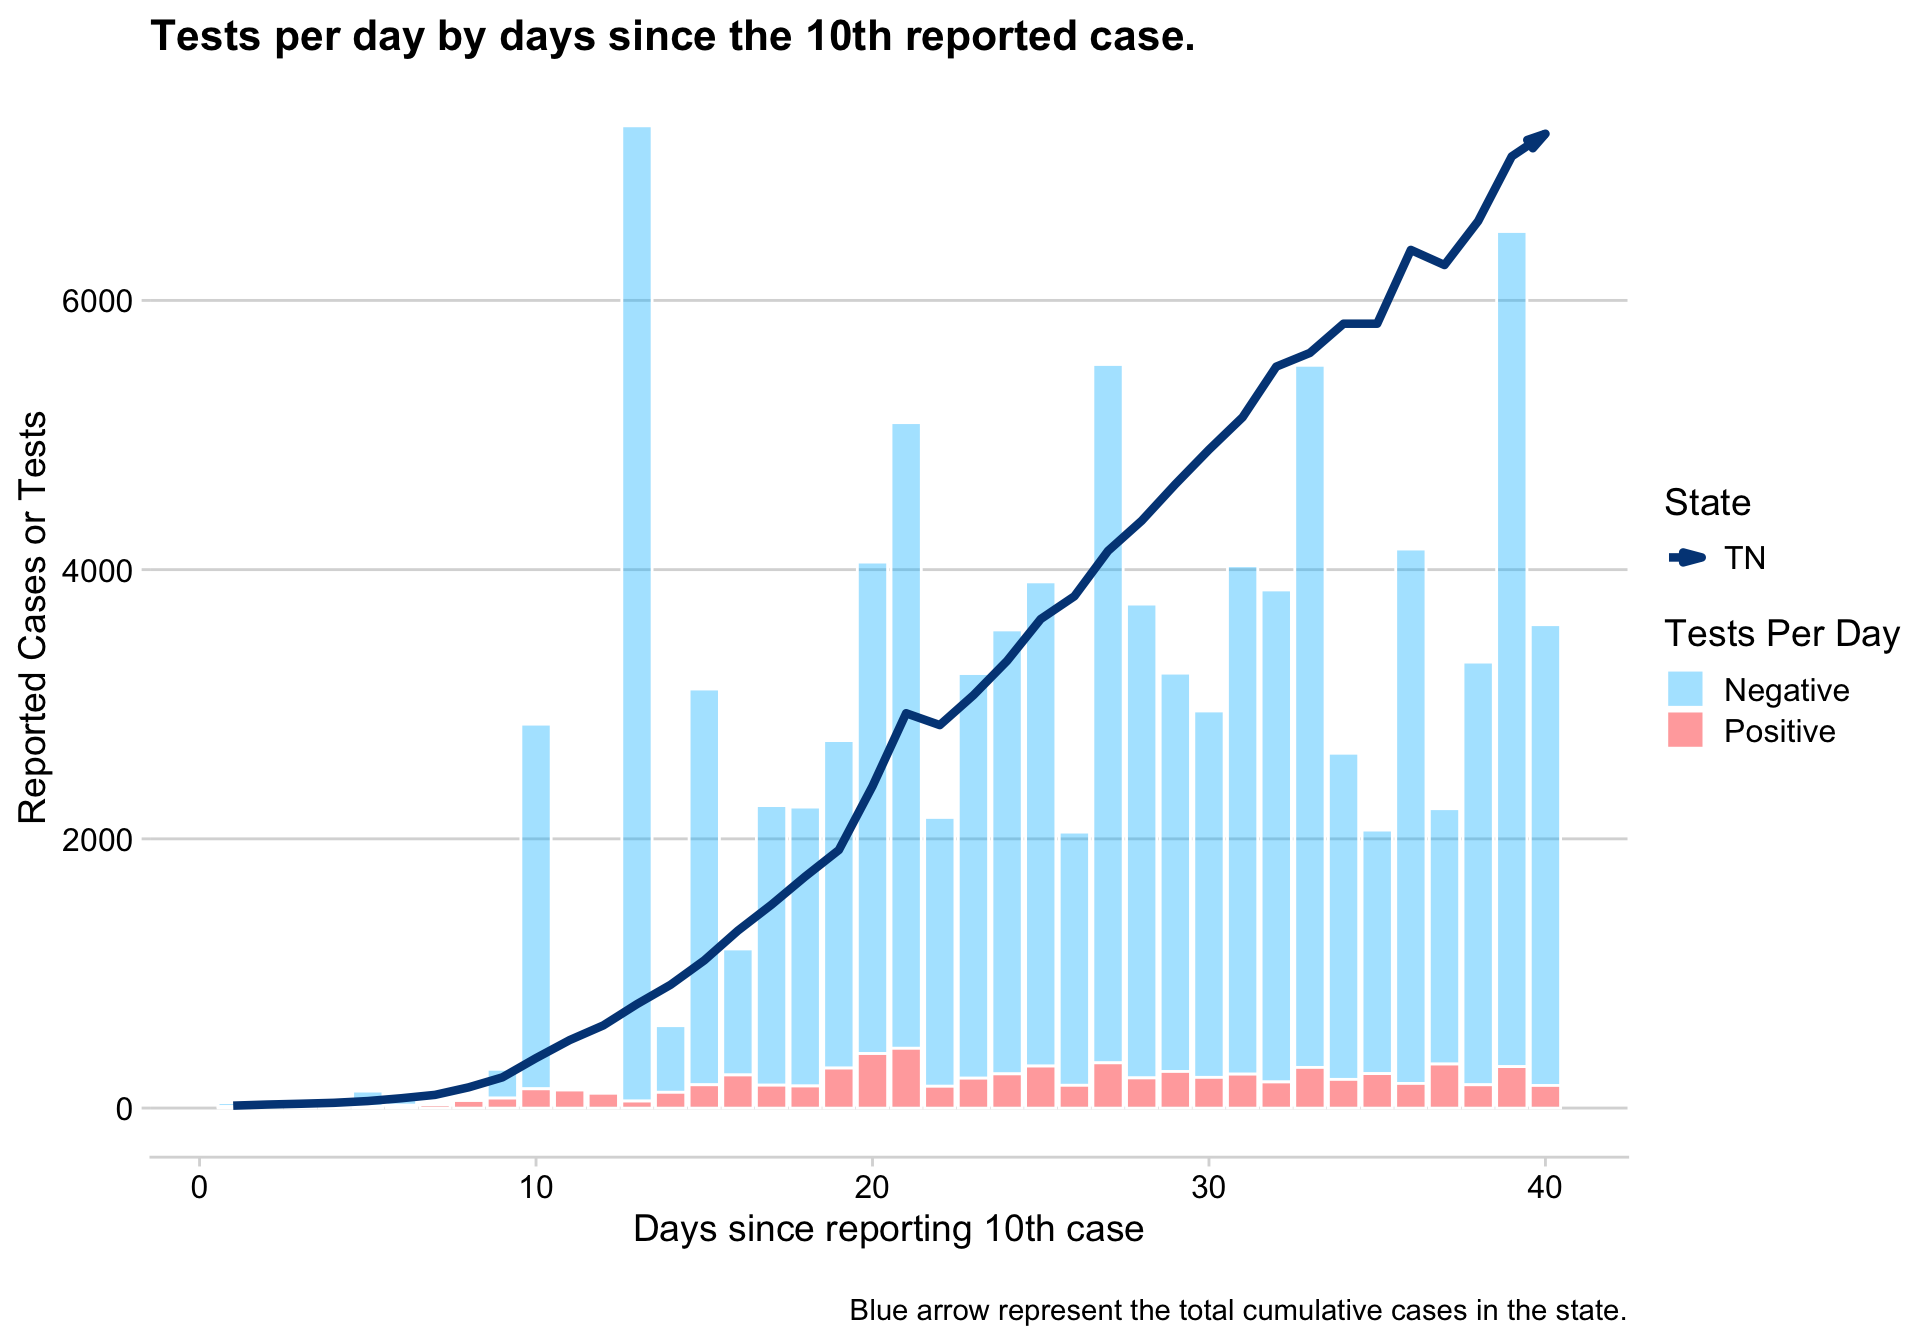 Tests per day by days since the 10th reported case.
Reported Cases or Tests
6000
4000
2000
0
0 10 20 30 40
Days since reporting 10th case
State
TN
Tests Per Day
Negative
Positive
Blue arrow represent the total cumulative cases in the state.